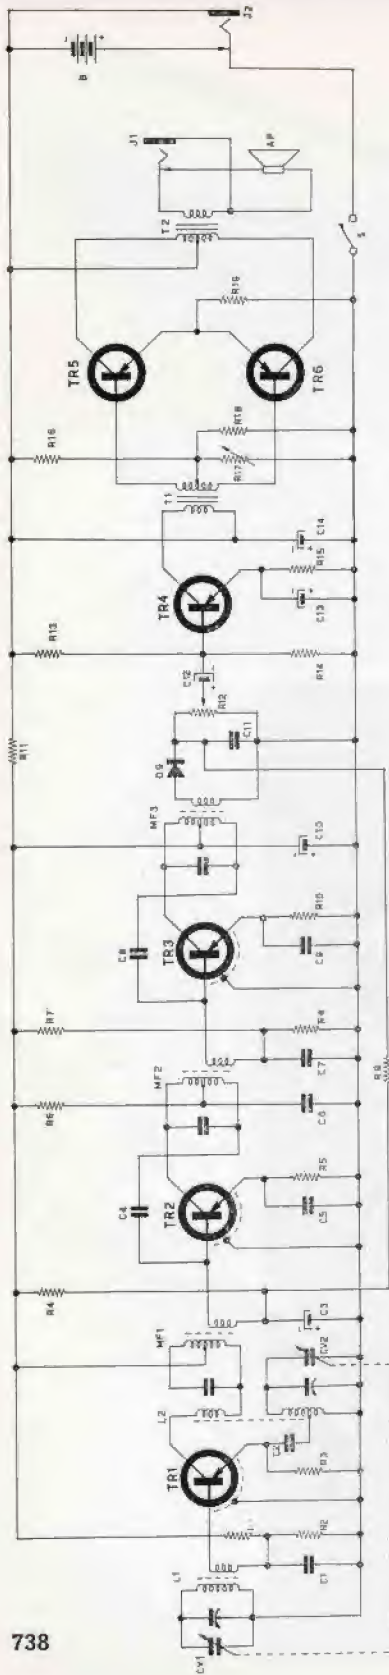 J2
B
J1
AP
T2
S
TR5
TR6
R19
R16
R18
R17
T1
C14
TR4
R15
C13
R13
R14
C12
R12
R11
DG
C11
MF3
C10
C8
TR3
R10
C9
R7
R8
C7
MF2
R6
C6
C4
TR2
R5
C5
R4
R9
C3
MF1
CV2
L2
TR1
C2
R3
R2
L1
C1
CV1
738